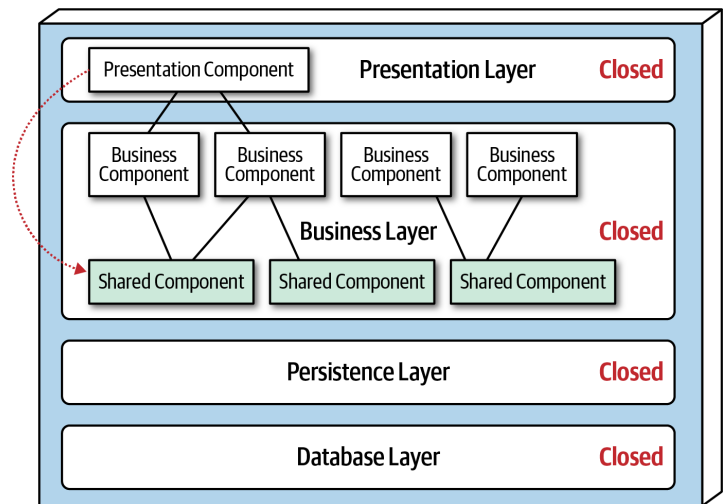 Presentation Component
Presentation Layer
Closed
Business
Component
Business
Component
Business
Component
Business
Component
Business Layer
Closed
Shared Component
Shared Component
Shared Component
Persistence Layer
Closed
Database Layer
Closed